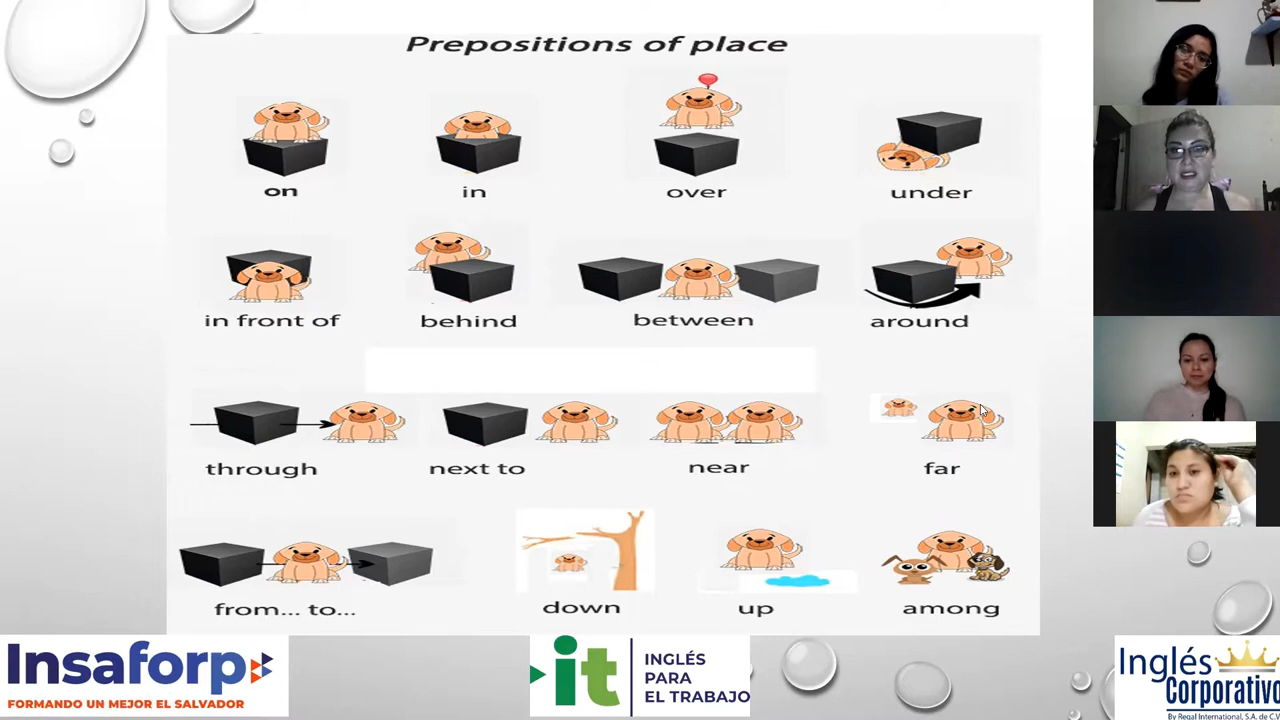 Prepositions of place
on
in
over
under
in front of
behind
between
around
through
next to
near
far
from... to...
down
up
among
Insaforp
FORMANDO UN MEJOR EL SALVADOR
it
INGLÉS
PARA
EL TRABAJO
Inglés
Corporativo
By Regal International, S.A. de C.V.